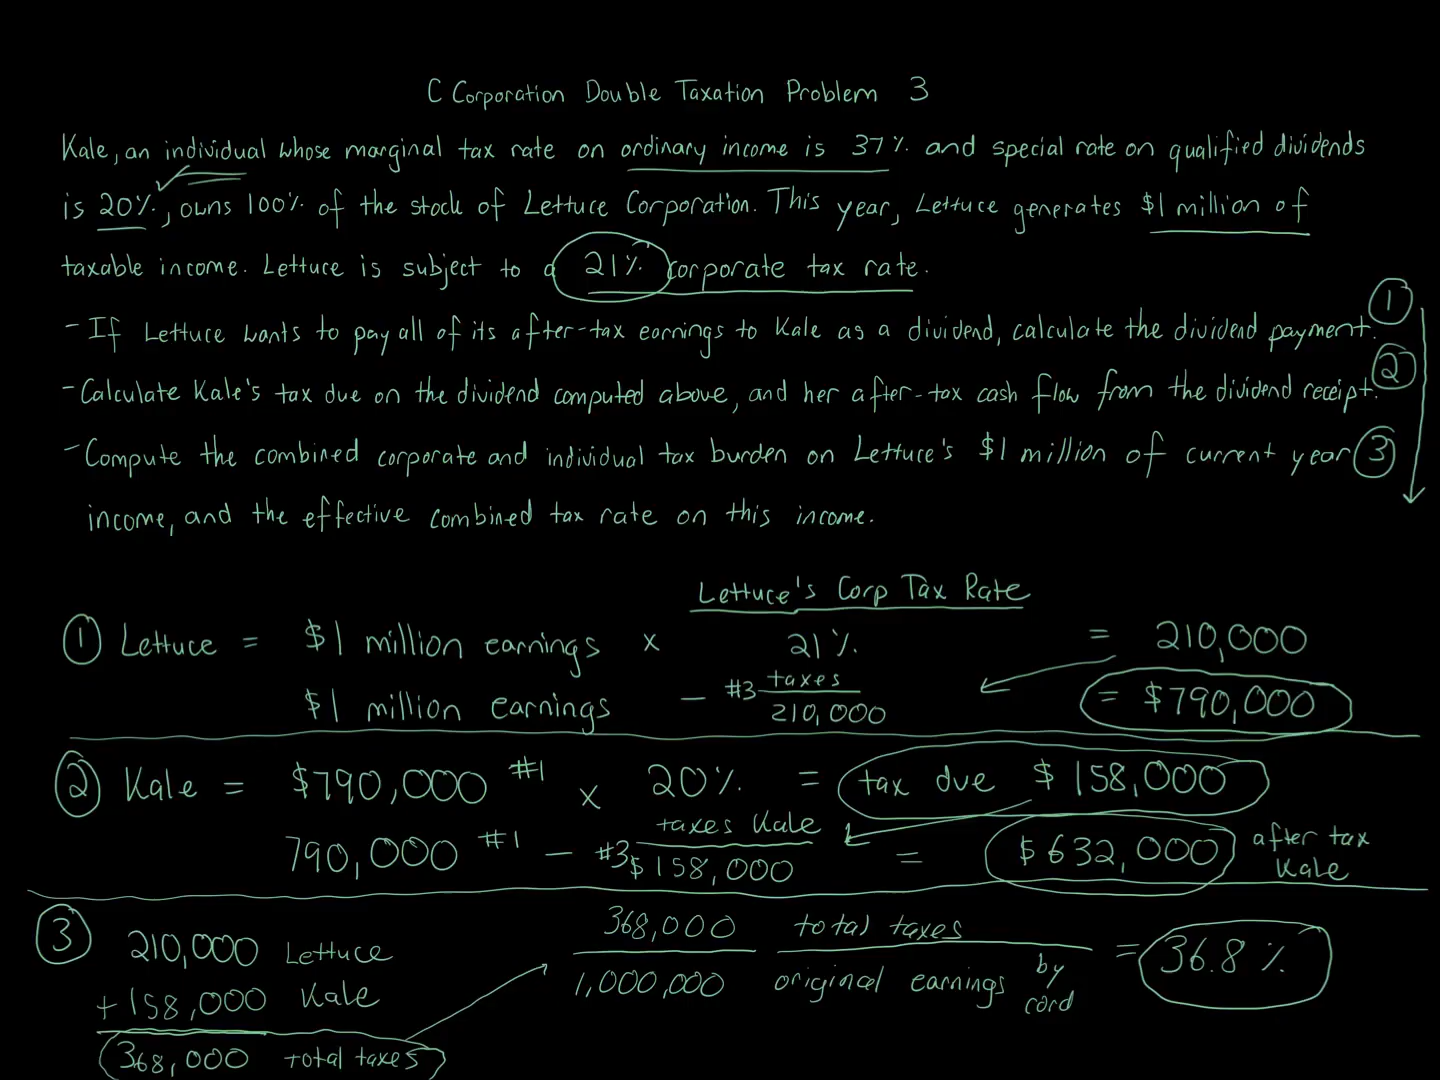 C Corporation Double Taxation Problem 3
Kale, an individual whose marginal tax rate on ordinary income is 37% and special rate on qualified dividends
is 20%, owns 100% of the stock of Lettuce Corporation. This year, Lettuce generates $1 million of
taxable income. Lettuce is subject to a 21% corporate tax rate.
- If Lettuce wants to pay all of its after-tax earnings to Kale as a dividend, calculate the dividend payment. 1
- Calculate Kale's tax due on the dividend computed above, and her after-tax cash flow from the dividend receipt. 2
- Compute the combined corporate and individual tax burden on Lettuce's $1 million of current year 3
income, and the effective combined tax rate on this income.
Lettuce's Corp Tax Rate
1 Lettuce = $1 million earnings x 21% = 210,000
$1 million earnings - #3 taxes 210,000 = $790,000
2 Kale = $790,000 #1 x 20% = tax due $158,000
790,000 #1 - #3 taxes Kale $158,000 = $632,000 after tax Kale
3 210,000 Lettuce
+158,000 Kale
368,000 total taxes
368,000 total taxes
1,000,000 original earnings by cord
= 36.8%